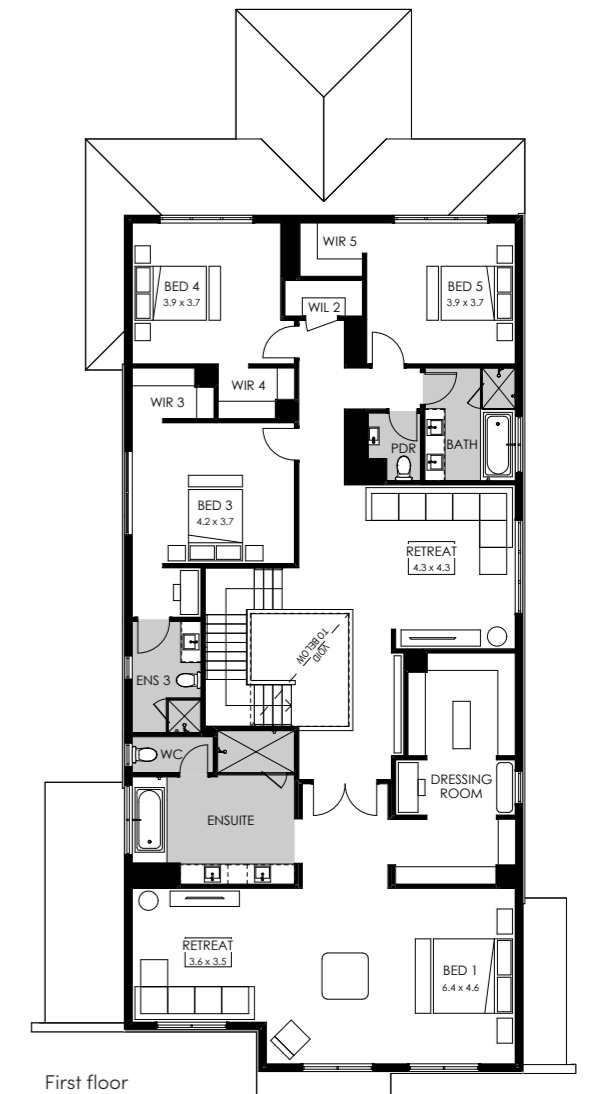 WIR 5
BED 4
3.9 x 3.7
BED 5
3.9 x 3.7
WIL 2
WIR 4
WIR 3
PDR
BATH
BED 3
4.2 x 3.7
RETREAT
4.3 x 4.3
VOID
TO BELOW
ENS 3
WC
DRESSING
ROOM
ENSUITE
RETREAT
3.6 x 3.5
BED 1
6.4 x 4.6
First floor